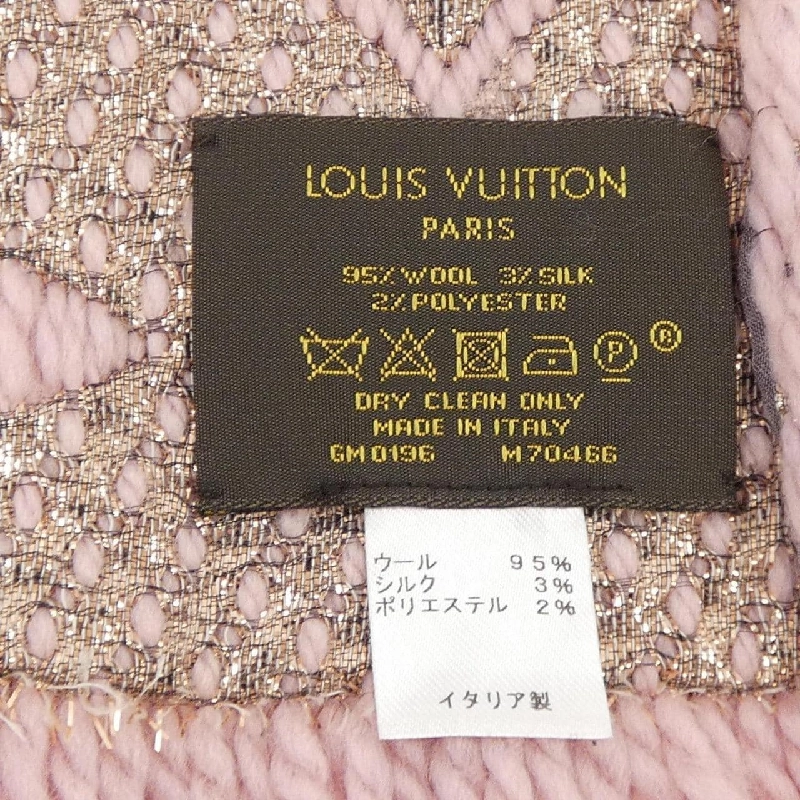 LOUIS VUITTON
PARIS
95% WOOL 3% SILK
2% POLYESTER
P ®
DRY CLEAN ONLY
MADE IN ITALY
GM0196 M70466
ウール 95%
シルク 3%
ポリエステル 2%
イタリア製